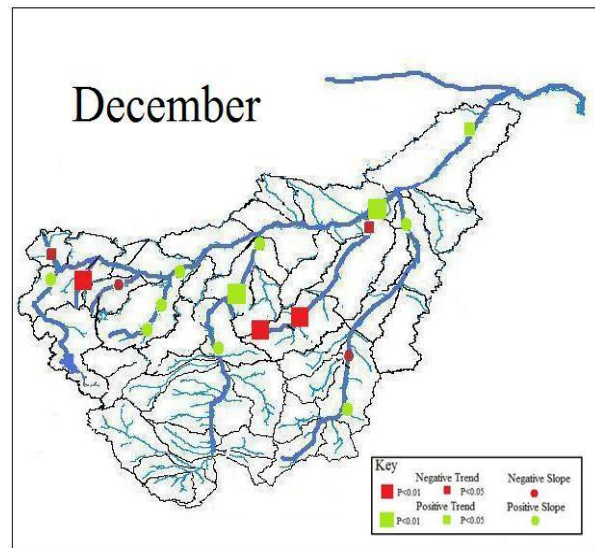 December
Key
Negative Trend Negative Slope
P<0.01 P<0.05
Positive Trend Positive Slope
P<0.01 P<0.05